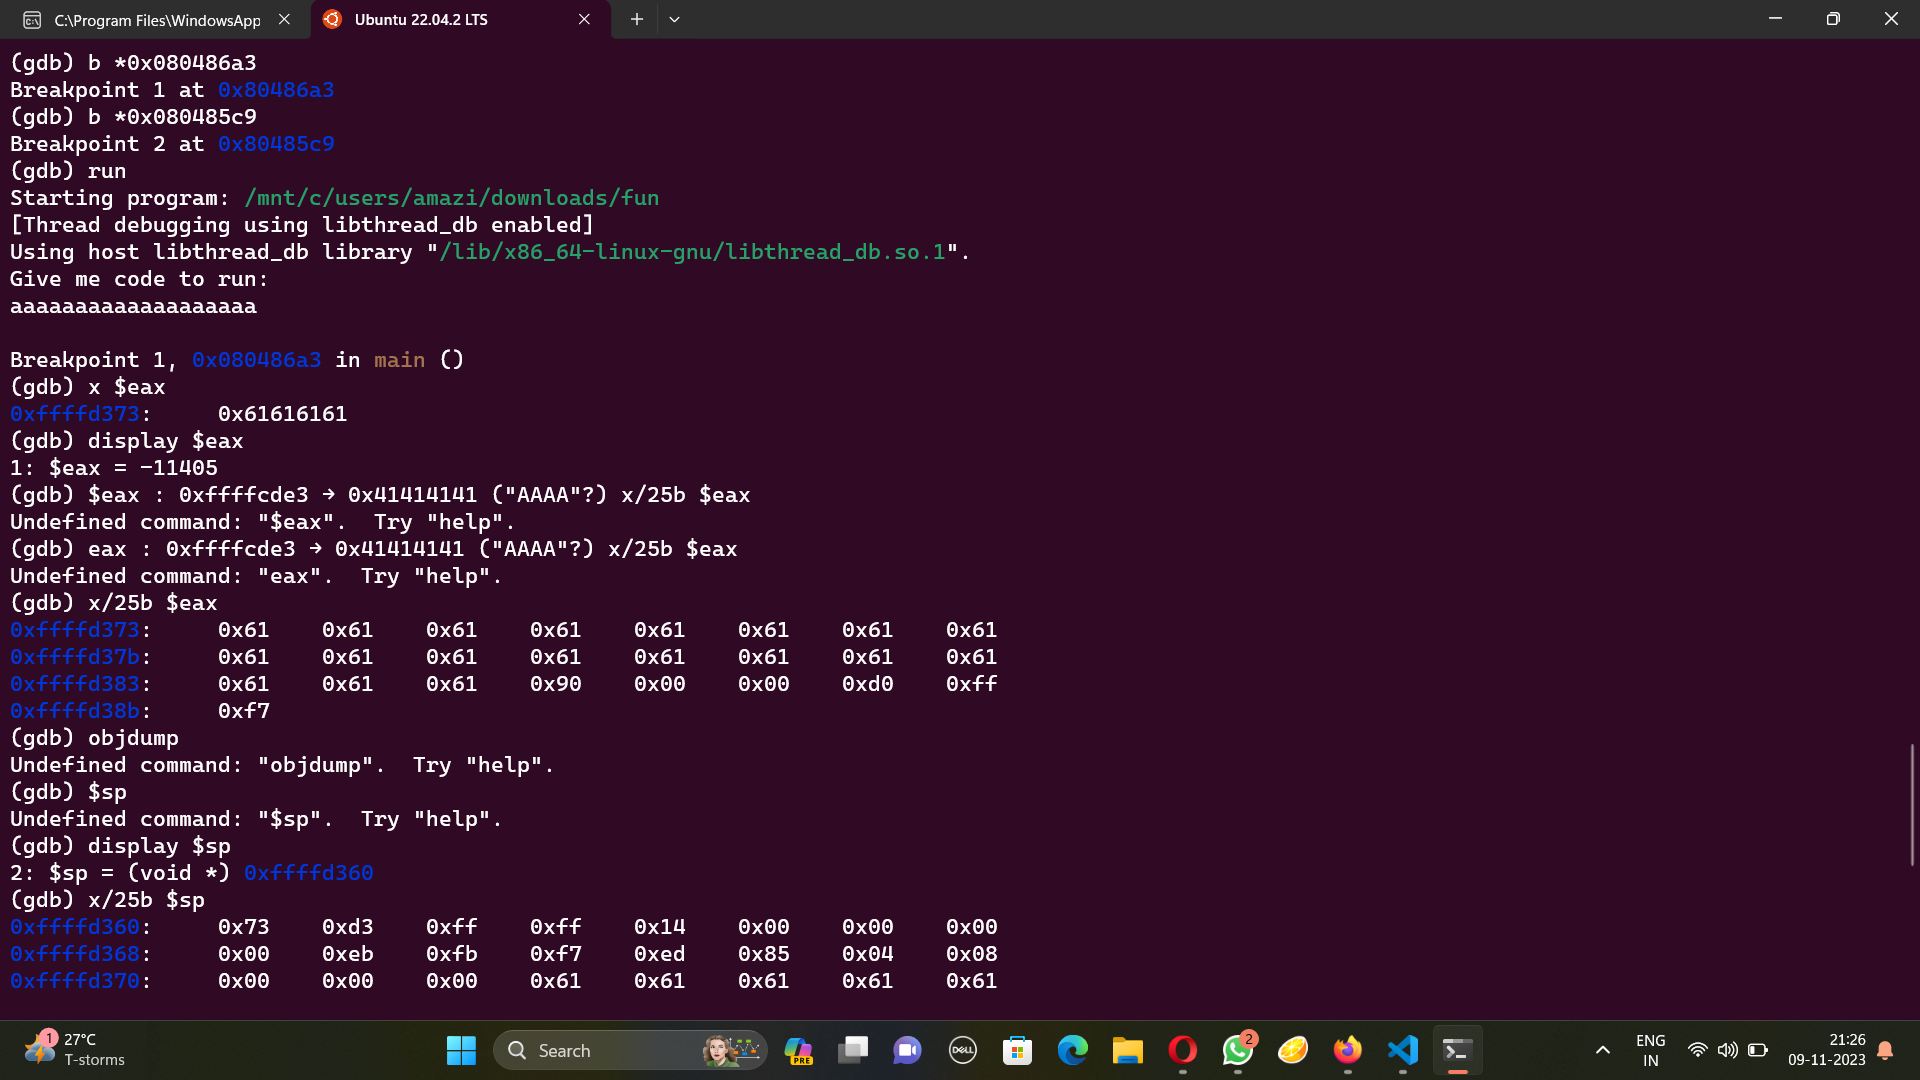 C:\Program Files\WindowsApp
Ubuntu 22.04.2 LTS
(gdb) b *0x080486a3
Breakpoint 1 at 0x80486a3
(gdb) b *0x080485c9
Breakpoint 2 at 0x80485c9
(gdb) run
Starting program: /mnt/c/users/amazi/downloads/fun
[Thread debugging using libthread_db enabled]
Using host libthread_db library "/lib/x86_64-linux-gnu/libthread_db.so.1".
Give me code to run:
aaaaaaaaaaaaaaaaaaa
Breakpoint 1, 0x080486a3 in main ()
(gdb) x $eax
0xffffd373:     0x61616161
(gdb) display $eax
1: $eax = -11405
(gdb) $eax : 0xffffcde3 → 0x41414141 ("AAAA"?) x/25b $eax
Undefined command: "$eax".  Try "help".
(gdb) eax : 0xffffcde3 → 0x41414141 ("AAAA"?) x/25b $eax
Undefined command: "eax".  Try "help".
(gdb) x/25b $eax
0xffffd373:     0x61    0x61    0x61    0x61    0x61    0x61    0x61    0x61
0xffffd37b:     0x61    0x61    0x61    0x61    0x61    0x61    0x61    0x61
0xffffd383:     0x61    0x61    0x61    0x90    0x00    0x00    0xd0    0xff
0xffffd38b:     0xf7
(gdb) objdump
Undefined command: "objdump".  Try "help".
(gdb) $sp
Undefined command: "$sp".  Try "help".
(gdb) display $sp
2: $sp = (void *) 0xffffd360
(gdb) x/25b $sp
0xffffd360:     0x73    0xd3    0xff    0xff    0x14    0x00    0x00    0x00
0xffffd368:     0x00    0xeb    0xfb    0xf7    0xed    0x85    0x04    0x08
0xffffd370:     0x00    0x00    0x00    0x61    0x61    0x61    0x61    0x61
1
27°C
T-storms
Search
PRE
DELL
2
ENG
IN
21:26
09-11-2023